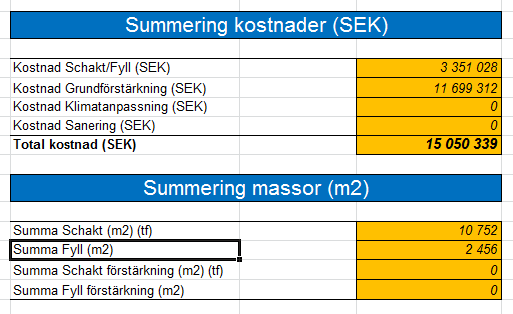 Summering kostnader (SEK)
Kostnad Schakt/Fyll (SEK) 3 351 028
Kostnad Grundförstärkning (SEK) 11 699 312
Kostnad Klimatanpassning (SEK) 0
Kostnad Sanering (SEK) 0
Total kostnad (SEK) 15 050 339
Summering massor (m2)
Summa Schakt (m2) (tf) 10 752
Summa Fyll (m2) 2 456
Summa Schakt förstärkning (m2) (tf) 0
Summa Fyll förstärkning (m2) 0